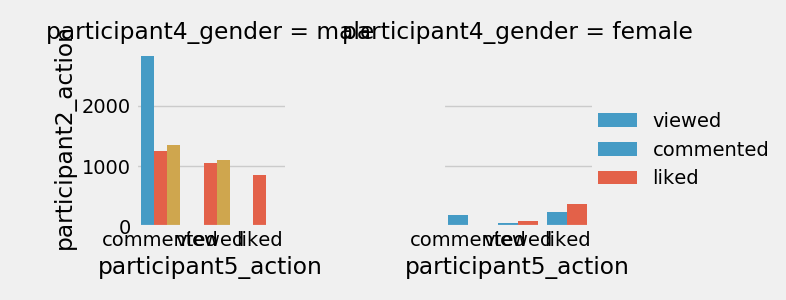 participant4_gender = male
participant4_gender = female
participant2_action
2000
1000
0
commented
viewed
liked
participant5_action
commented
viewed
liked
participant5_action
viewed
commented
liked